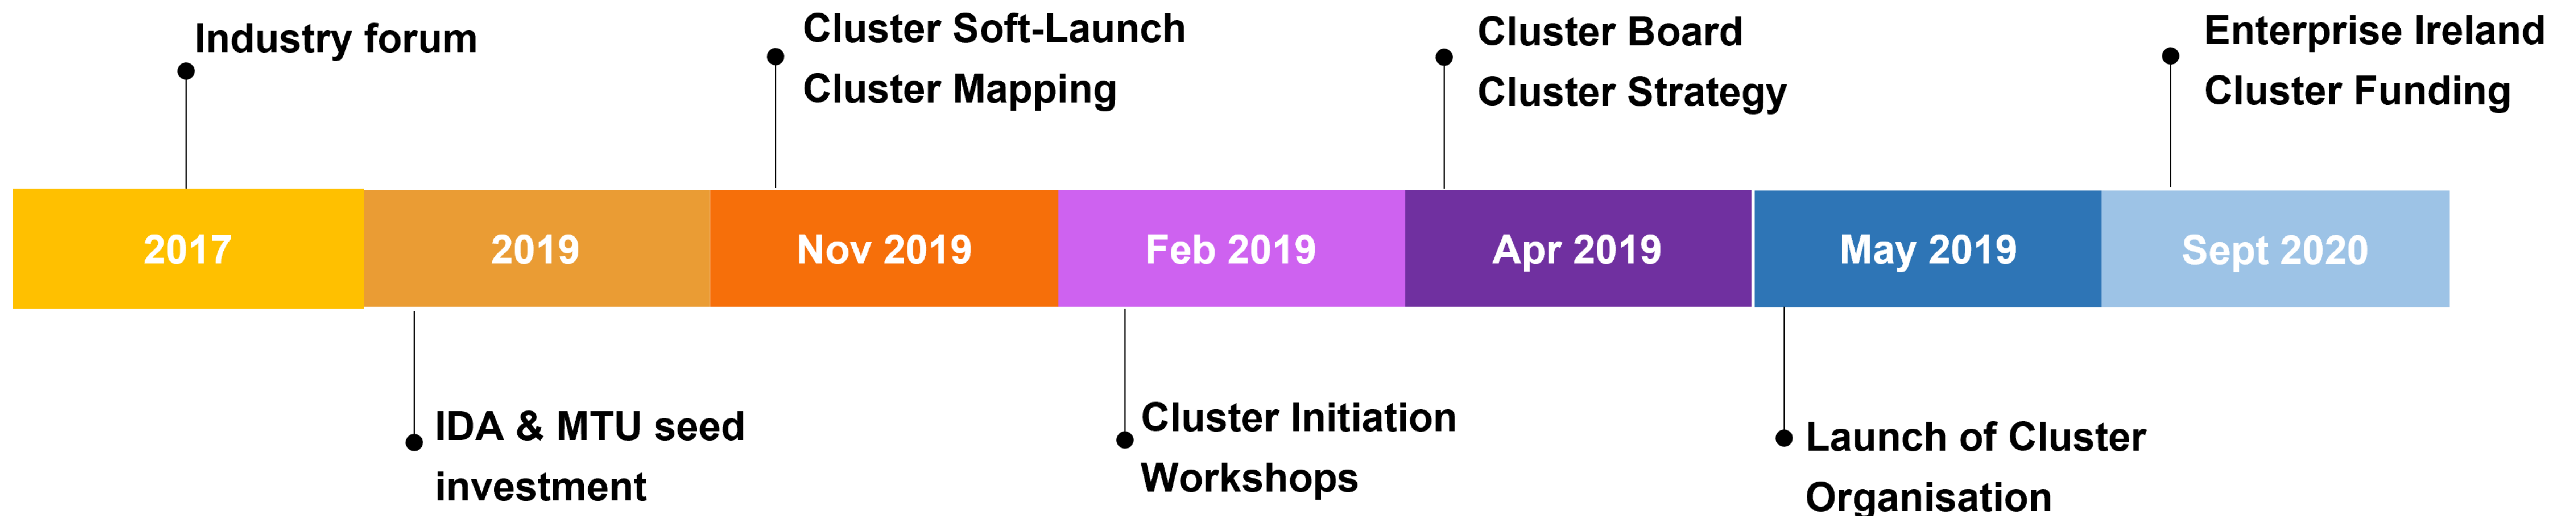 Industry forum
Cluster Soft-Launch
Cluster Mapping
Cluster Board
Cluster Strategy
Enterprise Ireland
Cluster Funding
2017
2019
Nov 2019
Feb 2019
Apr 2019
May 2019
Sept 2020
IDA & MTU seed
investment
Cluster Initiation
Workshops
Launch of Cluster
Organisation